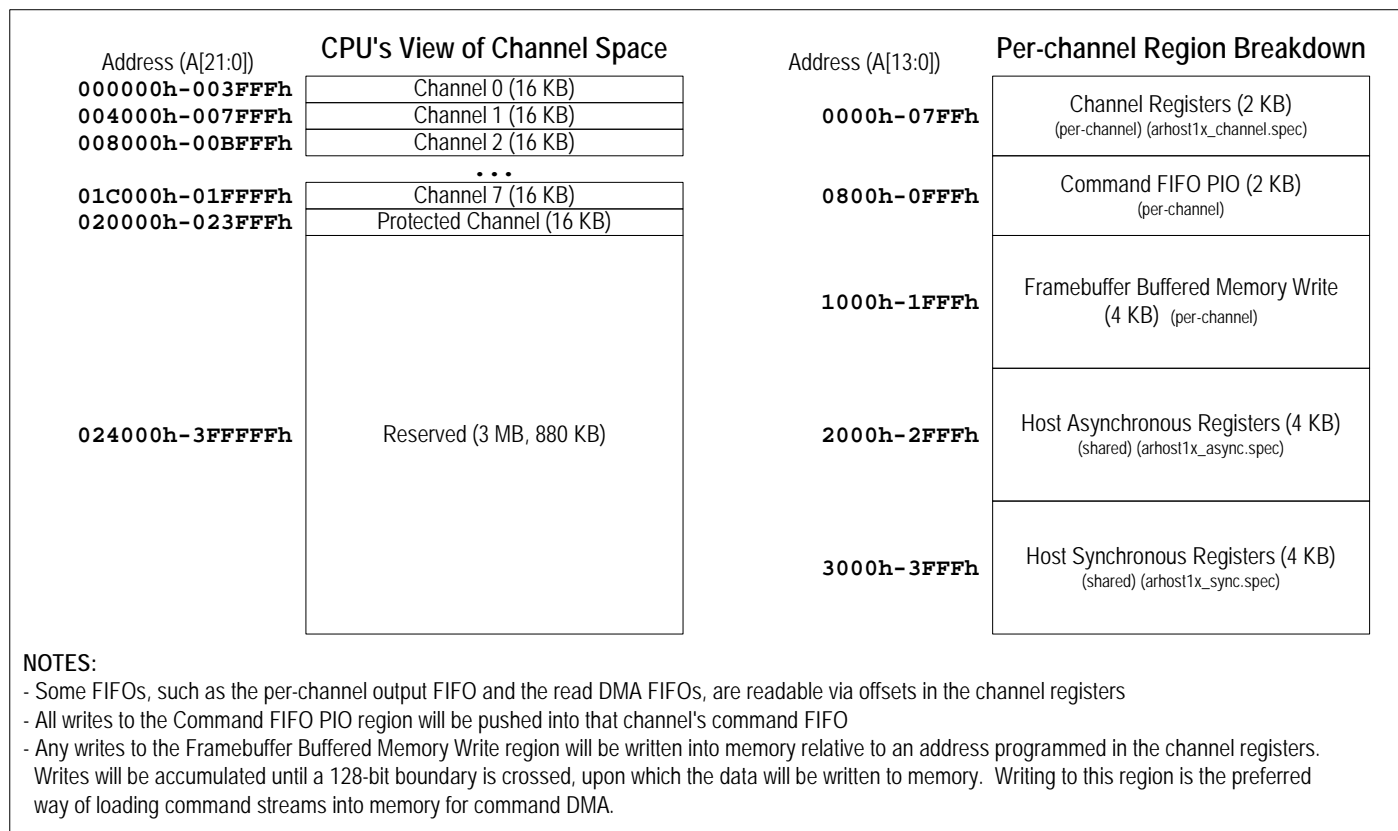 CPU's View of Channel Space
Address (A[21:0])
000000h-003FFFh
Channel 0 (16 KB)
004000h-007FFFh
Channel 1 (16 KB)
008000h-00BFFFh
Channel 2 (16 KB)
...
01C000h-01FFFFh
Channel 7 (16 KB)
020000h-023FFFh
Protected Channel (16 KB)
024000h-3FFFFFh
Reserved (3 MB, 880 KB)
Per-channel Region Breakdown
Address (A[13:0])
0000h-07FFh
Channel Registers (2 KB)
(per-channel) (arhost1x_channel.spec)
0800h-0FFFh
Command FIFO PIO (2 KB)
(per-channel)
1000h-1FFFh
Framebuffer Buffered Memory Write
(4 KB) (per-channel)
2000h-2FFFh
Host Asynchronous Registers (4 KB)
(shared) (arhost1x_async.spec)
3000h-3FFFh
Host Synchronous Registers (4 KB)
(shared) (arhost1x_sync.spec)
NOTES:
- Some FIFOs, such as the per-channel output FIFO and the read DMA FIFOs, are readable via offsets in the channel registers
- All writes to the Command FIFO PIO region will be pushed into that channel's command FIFO
- Any writes to the Framebuffer Buffered Memory Write region will be written into memory relative to an address programmed in the channel registers.
Writes will be accumulated until a 128-bit boundary is crossed, upon which the data will be written to memory. Writing to this region is the preferred
way of loading command streams into memory for command DMA.